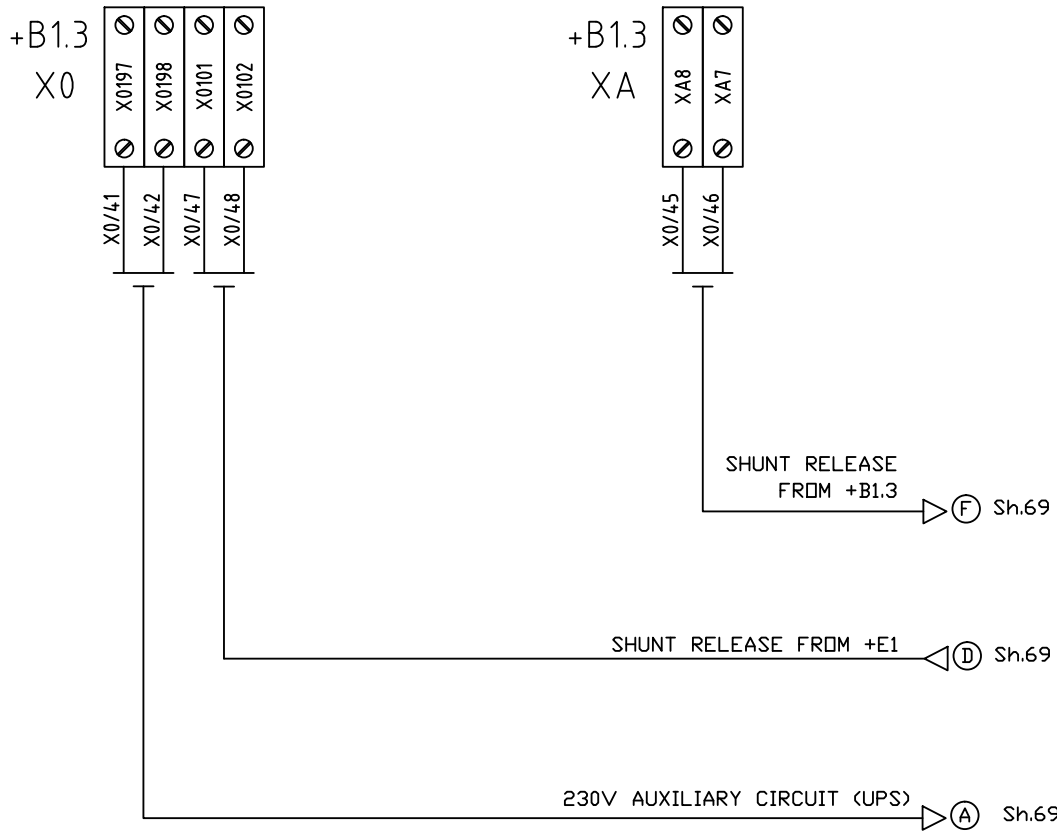 +B1.3
X0
X0197
X0198
X0101
X0102
X0/41
X0/42
X0/47
X0/48
+B1.3
XA
XA8
XA7
X0/45
X0/46
SHUNT RELEASE
FROM +B1.3
F Sh.69
SHUNT RELEASE FROM +E1
D Sh.69
230V AUXILIARY CIRCUIT (UPS)
A Sh.69